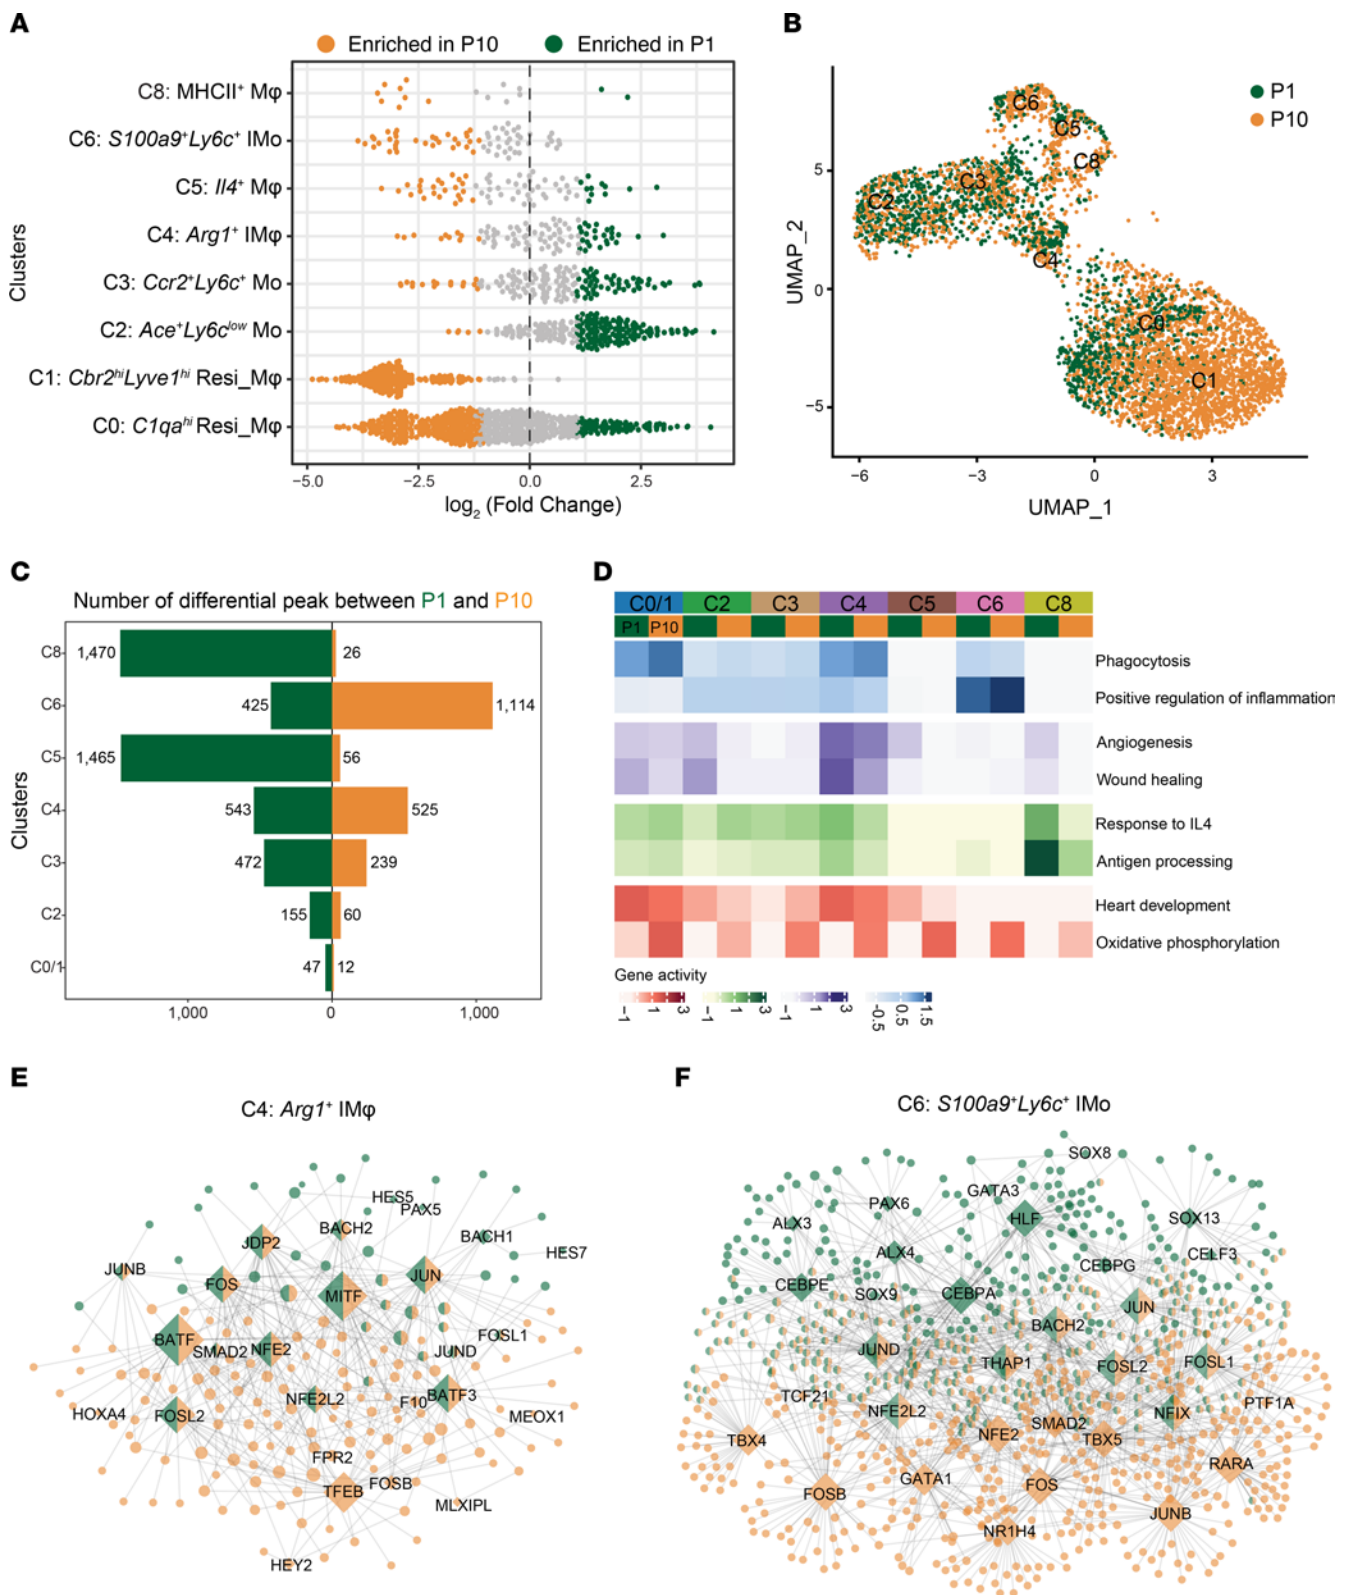 A
Enriched in P10 Enriched in P1
Clusters
C8: MHCII+ Mφ
C6: S100a9+Ly6c+ IMo
C5: Il4+ Mφ
C4: Arg1+ IMφ
C3: Ccr2+Ly6c+ Mo
C2: Ace+Ly6clow Mo
C1: Cbr2hiLyve1hi Resi_Mφ
C0: C1qahi Resi_Mφ
−5.0 −2.5 0.0 2.5
log2 (Fold Change)
B
P1
P10
C6
C5
C8
C3
C2
C4
C0
C1
UMAP_2
5
0
−5
−6 −3 0 3
UMAP_1
C
Number of differential peak between P1 and P10
Clusters
C8 1,470 26
C6 425 1,114
C5 1,465 56
C4 543 525
C3 472 239
C2 155 60
C0/1 47 12
1,000 0 1,000
D
C0/1 C2 C3 C4 C5 C6 C8
P1 P10
Phagocytosis
Positive regulation of inflammation
Angiogenesis
Wound healing
Response to IL4
Antigen processing
Heart development
Oxidative phosphorylation
Gene activity
−1 1 3 −1 1 3 −1 1 3 −0.5 0.5 1.5
E
C4: Arg1+ IMφ
HES5
PAX5
BACH2
BACH1
JDP2
HES7
JUNB
FOS
JUN
MITF
BATF
SMAD2
NFE2
FOSL1
JUND
NFE2L2
F10
BATF3
HOXA4
FOSL2
MEOX1
FPR2
TFEB
FOSB
MLXIPL
HEY2
F
C6: S100a9+Ly6c+ IMo
SOX8
GATA3
PAX6
ALX3
HLF
SOX13
ALX4
CELF3
CEBPG
CEBPE
SOX9
CEBPA
JUN
BACH2
JUND
THAP1
FOSL2
FOSL1
TCF21
NFE2L2
PTF1A
NFIX
SMAD2
NFE2
TBX5
TBX4
RARA
GATA1
FOS
FOSB
JUNB
NR1H4